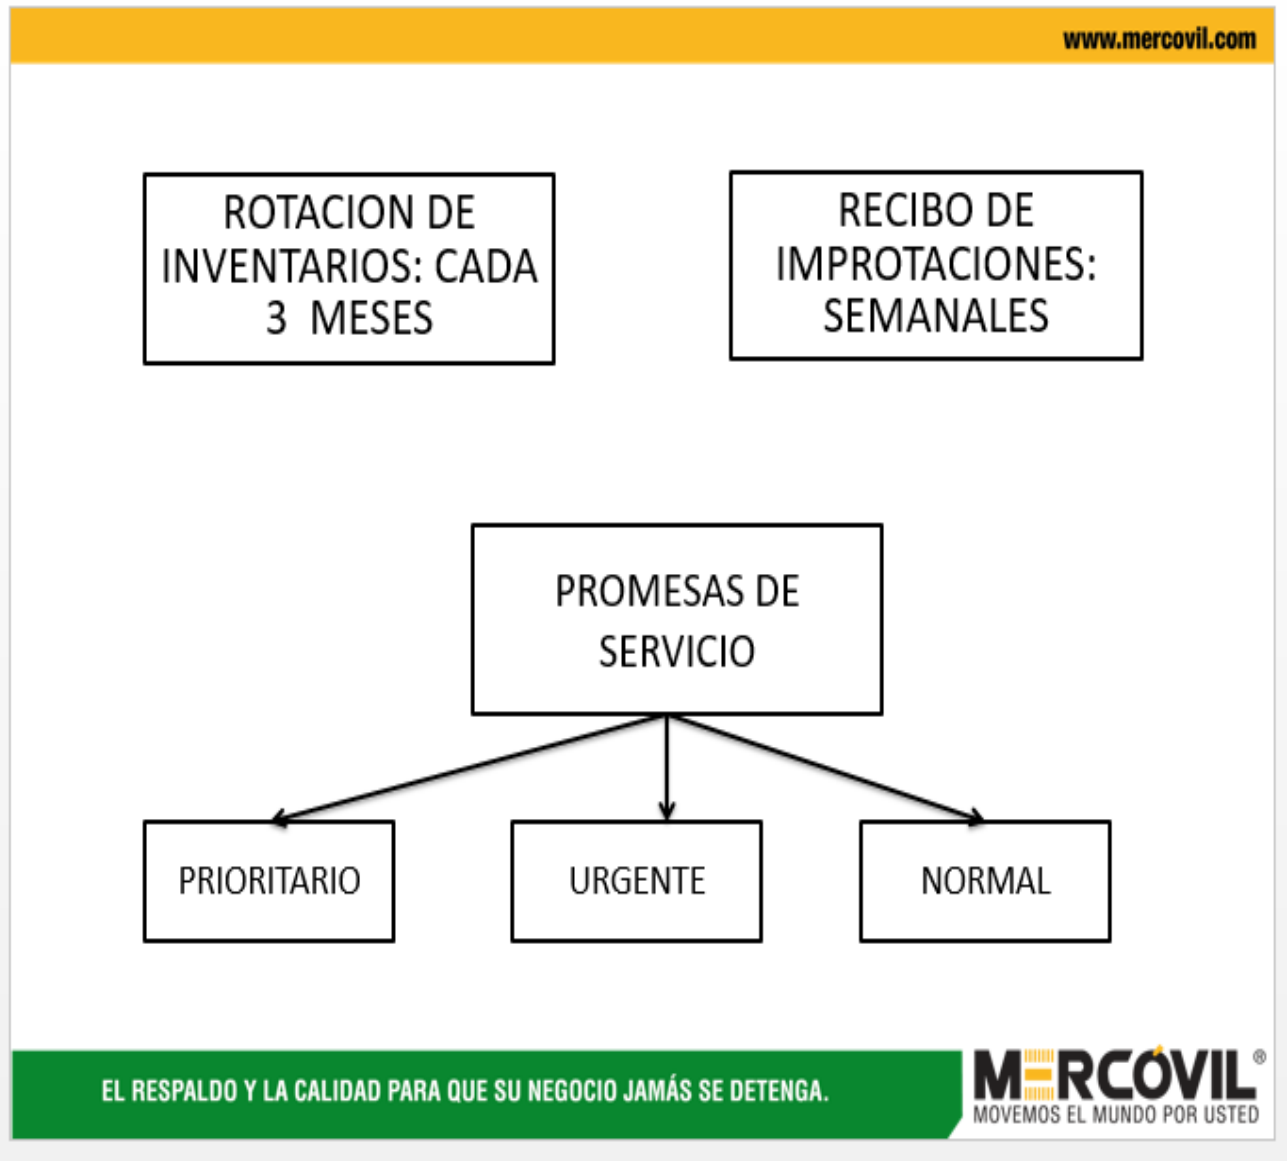 www.mercovil.com
ROTACION DE
INVENTARIOS: CADA
3 MESES
RECIBO DE
IMPROTACIONES:
SEMANALES
PROMESAS DE
SERVICIO
PRIORITARIO
URGENTE
NORMAL
EL RESPALDO Y LA CALIDAD PARA QUE SU NEGOCIO JAMÁS SE DETENGA.
MERCÓVIL®
MOVEMOS EL MUNDO POR USTED